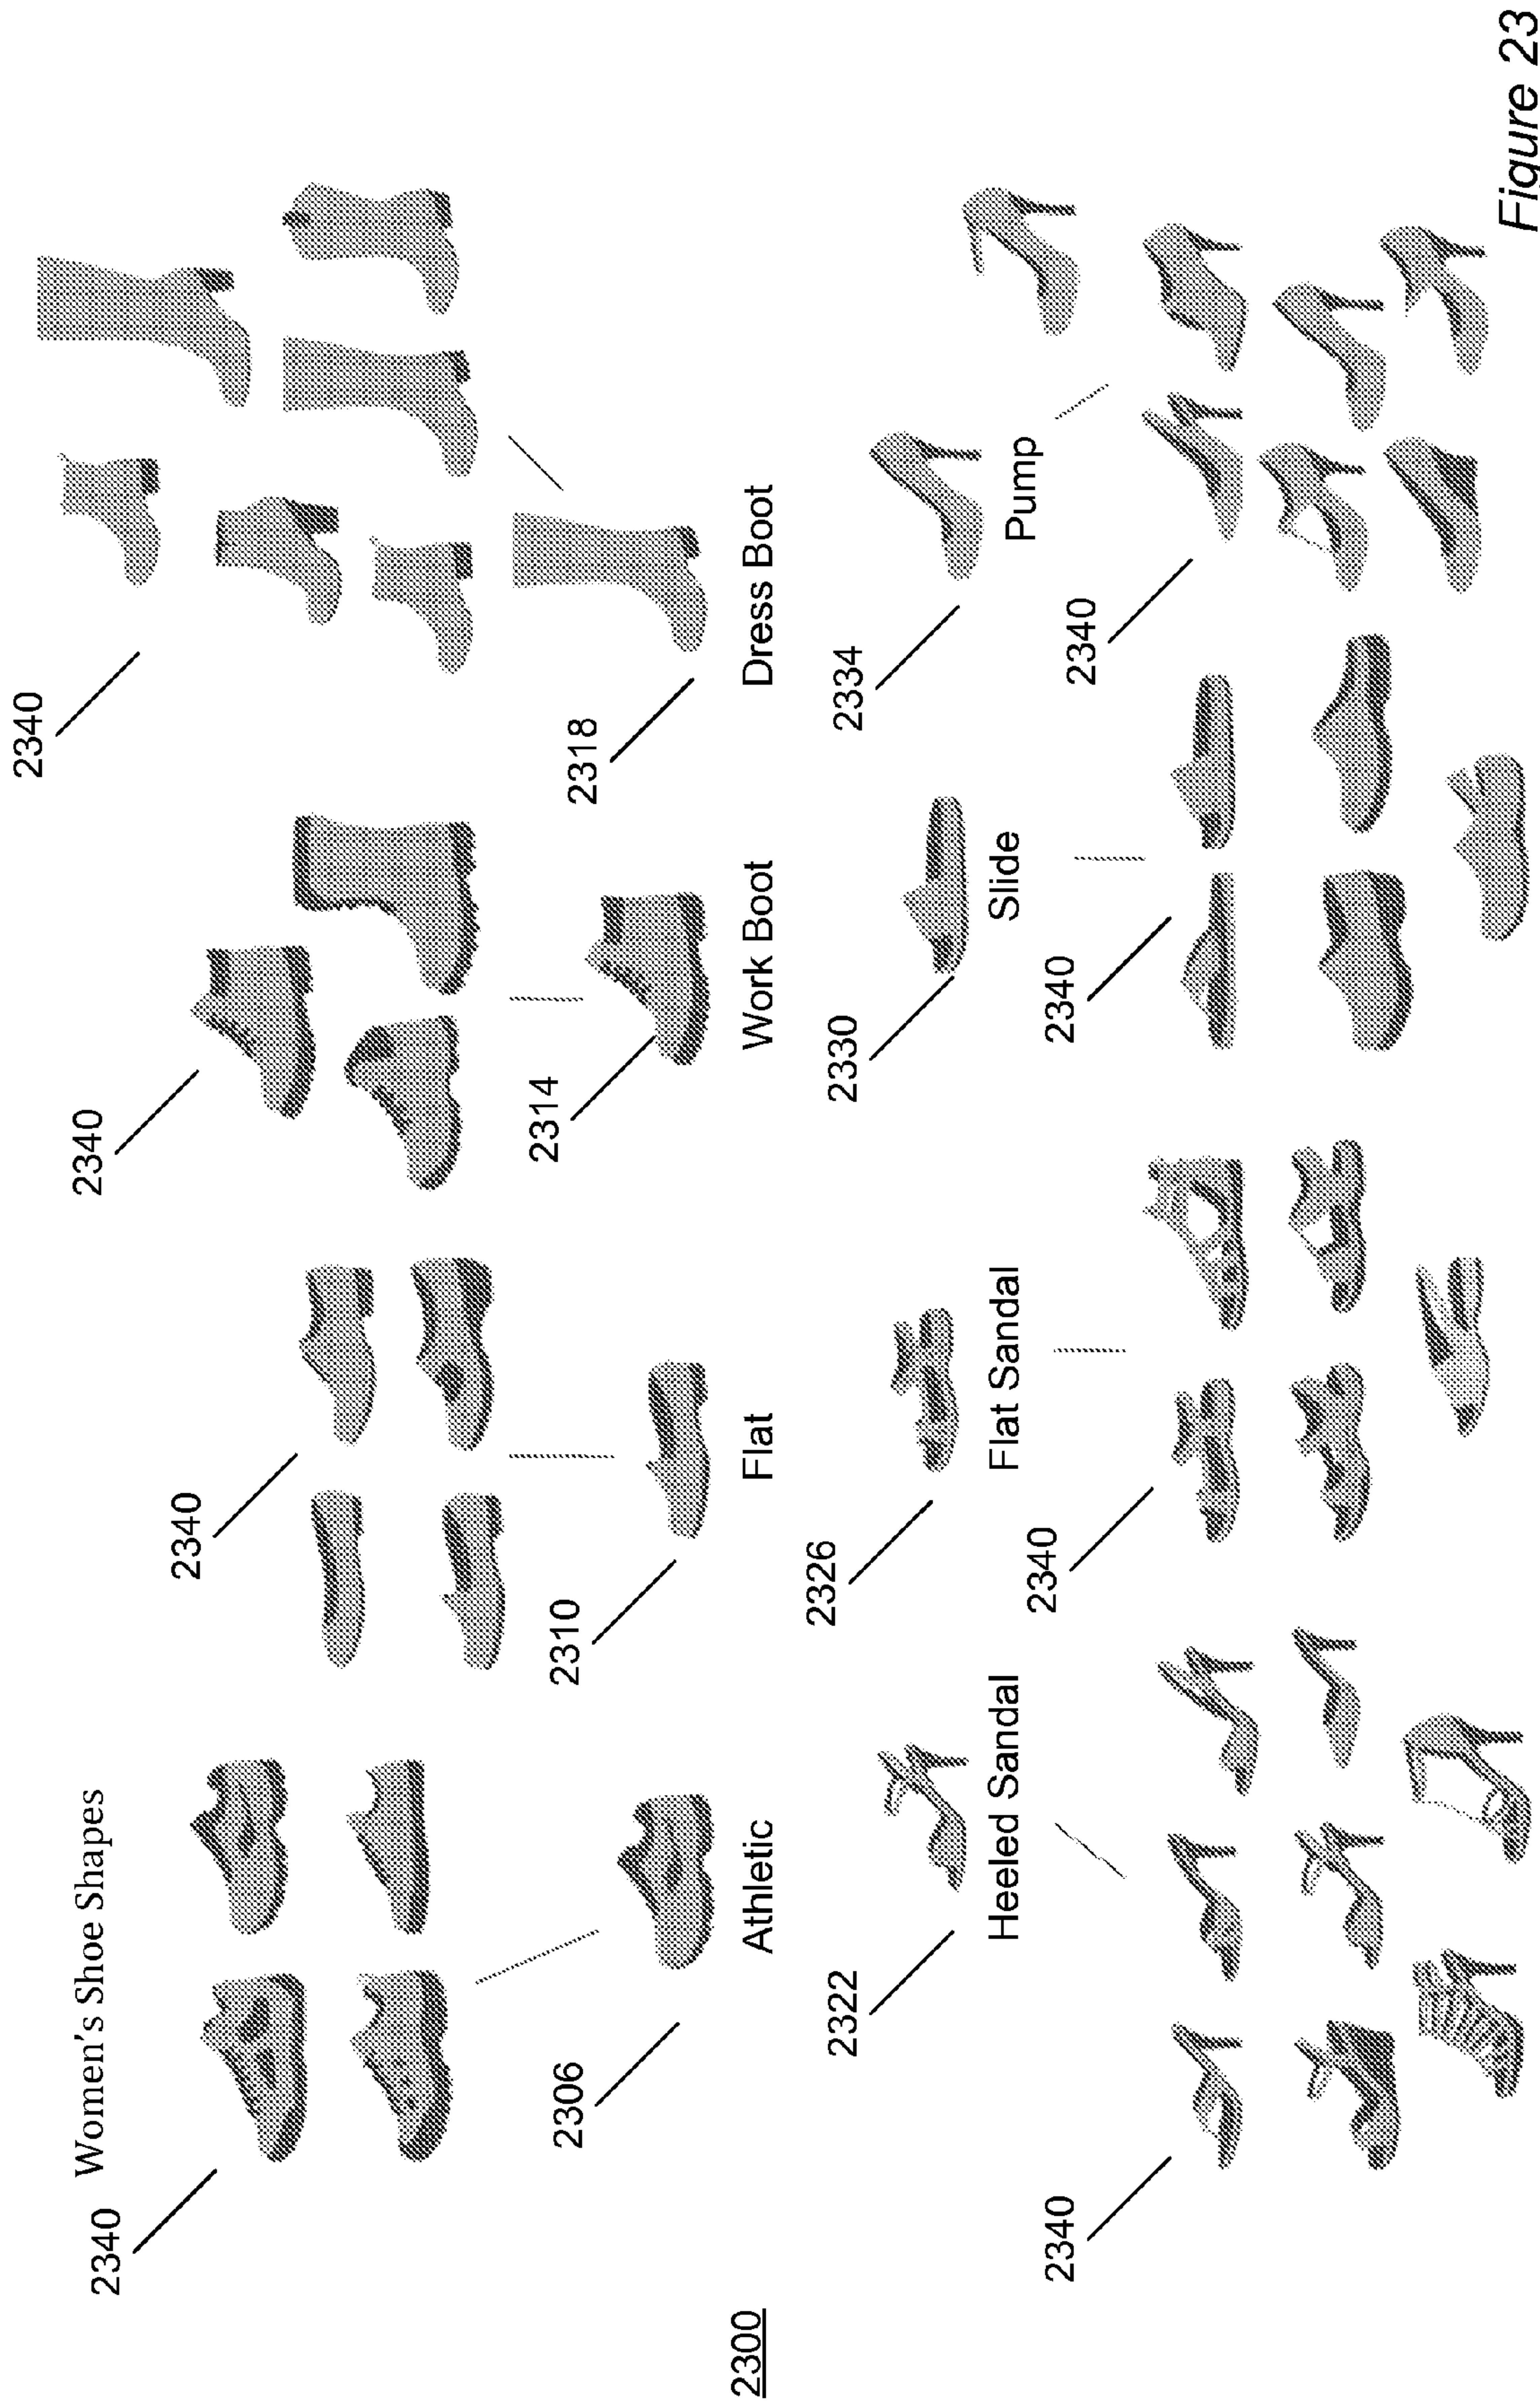 Women's Shoe Shapes
2340
2340
2340
2340
2306
2310
2314
2318
Athletic
Flat
Work Boot
Dress Boot
2300
2322
2326
2330
2334
Heeled Sandal
Flat Sandal
Slide
Pump
2340
2340
2340
2340
Figure 23